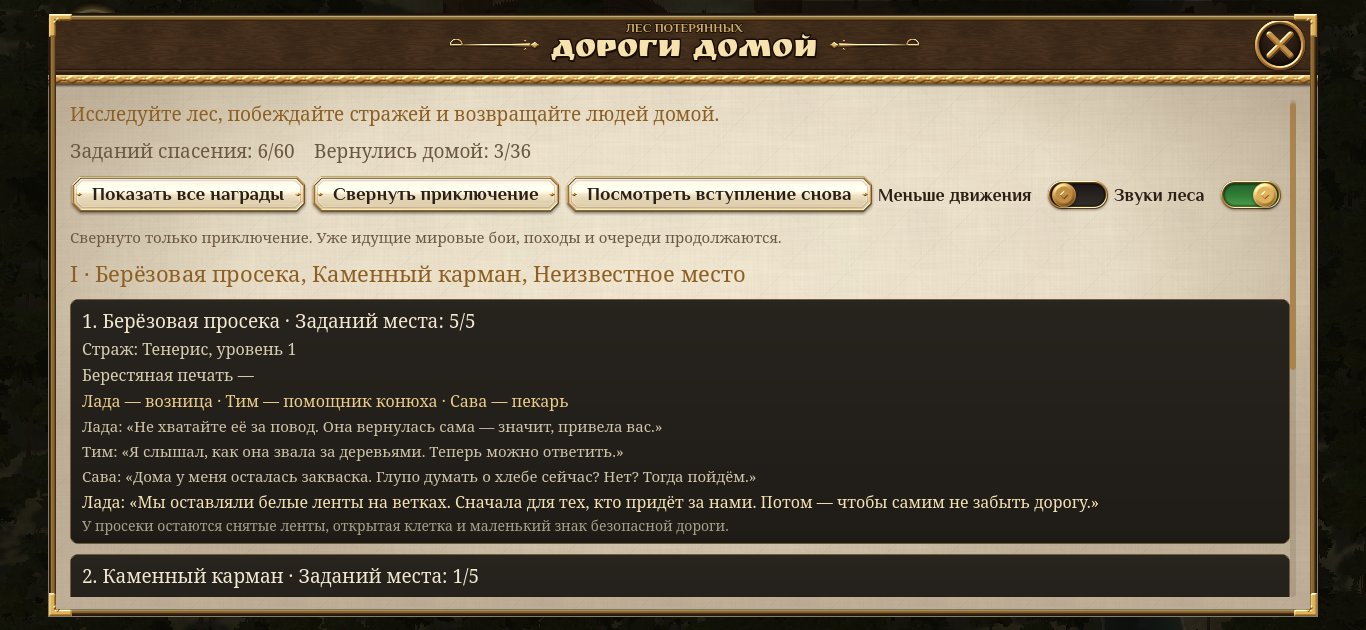 ЛЕС ПОТЕРЯННЫХ
ДОРОГИ ДОМОЙ
Исследуйте лес, побеждайте стражей и возвращайте людей домой.
Заданий спасения: 6/60 Вернулись домой: 3/36
Показать все награды Свернуть приключение Посмотреть вступление снова Меньше движения Звуки леса
Свернуто только приключение. Уже идущие мировые бои, походы и очереди продолжаются.
I · Берёзовая просека, Каменный карман, Неизвестное место
1. Берёзовая просека · Заданий места: 5/5
Страж: Тенерис, уровень 1
Берестяная печать —
Лада — возница · Тим — помощник конюха · Сава — пекарь
Лада: «Не хватайте её за повод. Она вернулась сама — значит, привела вас.»
Тим: «Я слышал, как она звала за деревьями. Теперь можно ответить.»
Сава: «Дома у меня осталась закваска. Глупо думать о хлебе сейчас? Нет? Тогда пойдём.»
Лада: «Мы оставляли белые ленты на ветках. Сначала для тех, кто придёт за нами. Потом — чтобы самим не забыть дорогу.»
У просеки остаются снятые ленты, открытая клетка и маленький знак безопасной дороги.
2. Каменный карман · Заданий места: 1/5